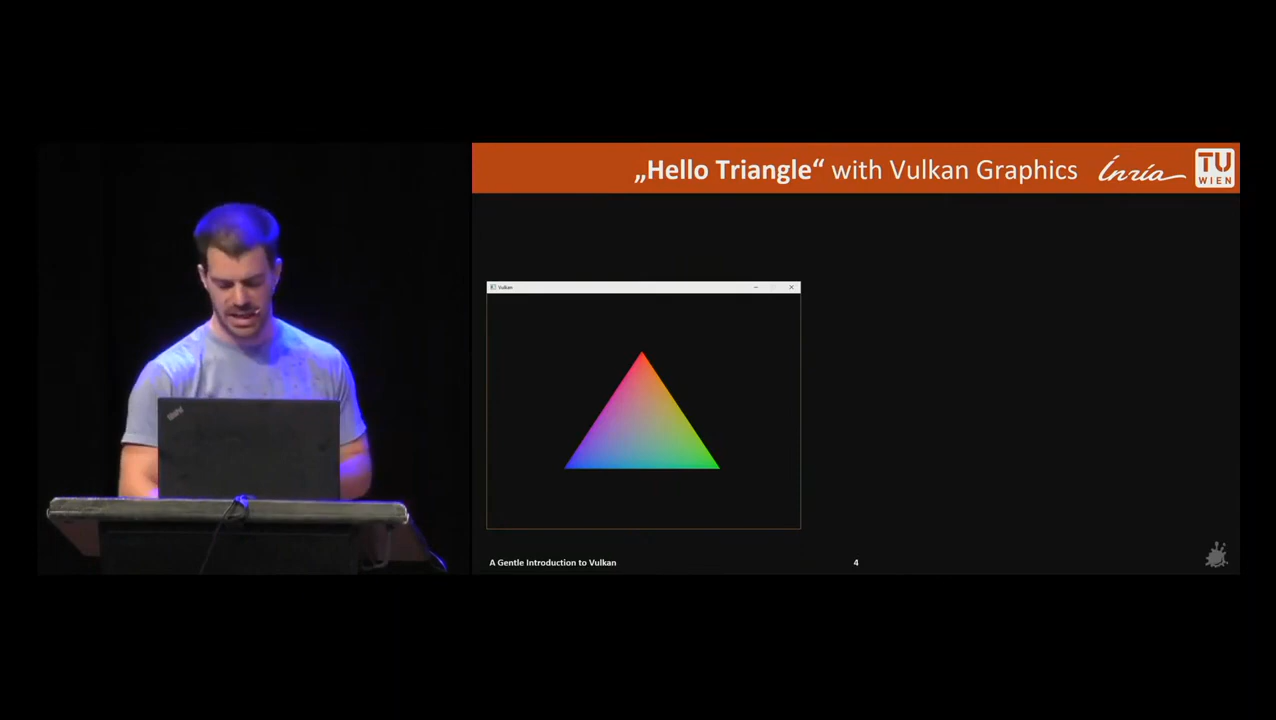 „Hello Triangle“ with Vulkan Graphics
Inria
TU
WIEN
Vulkan
A Gentle Introduction to Vulkan
4